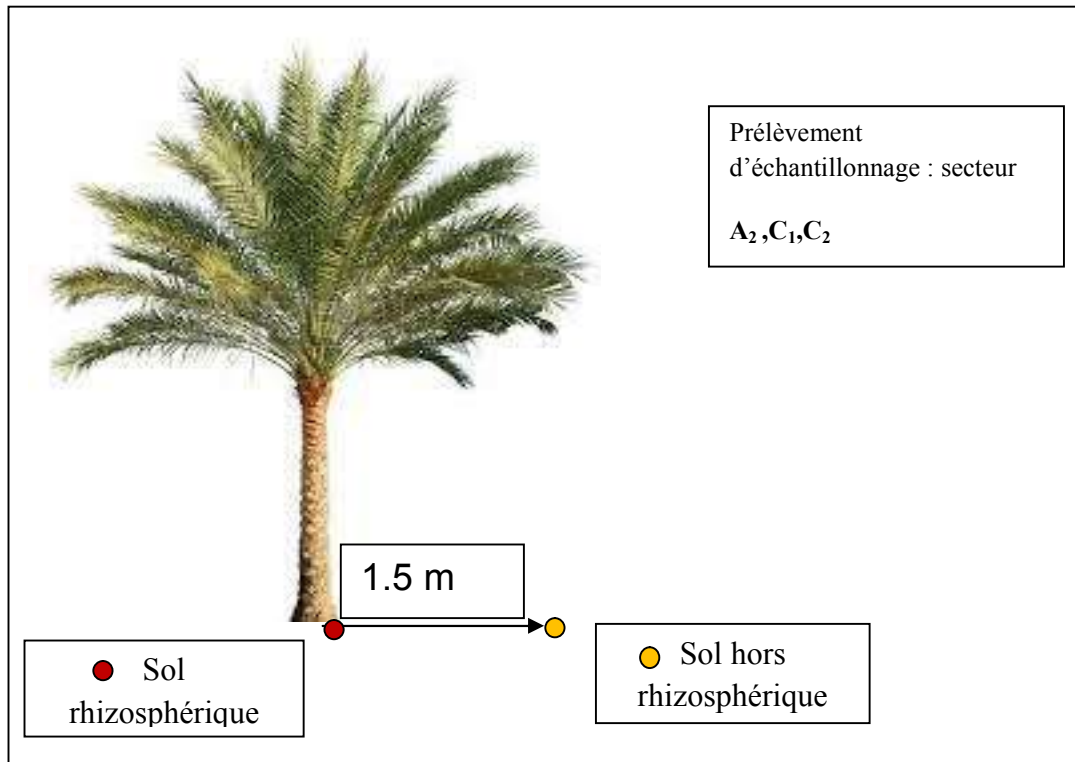 Prélèvement
d’échantillonnage : secteur
A₂ ,C₁,C₂
1.5 m
Sol
rhizosphérique
Sol hors
rhizosphérique